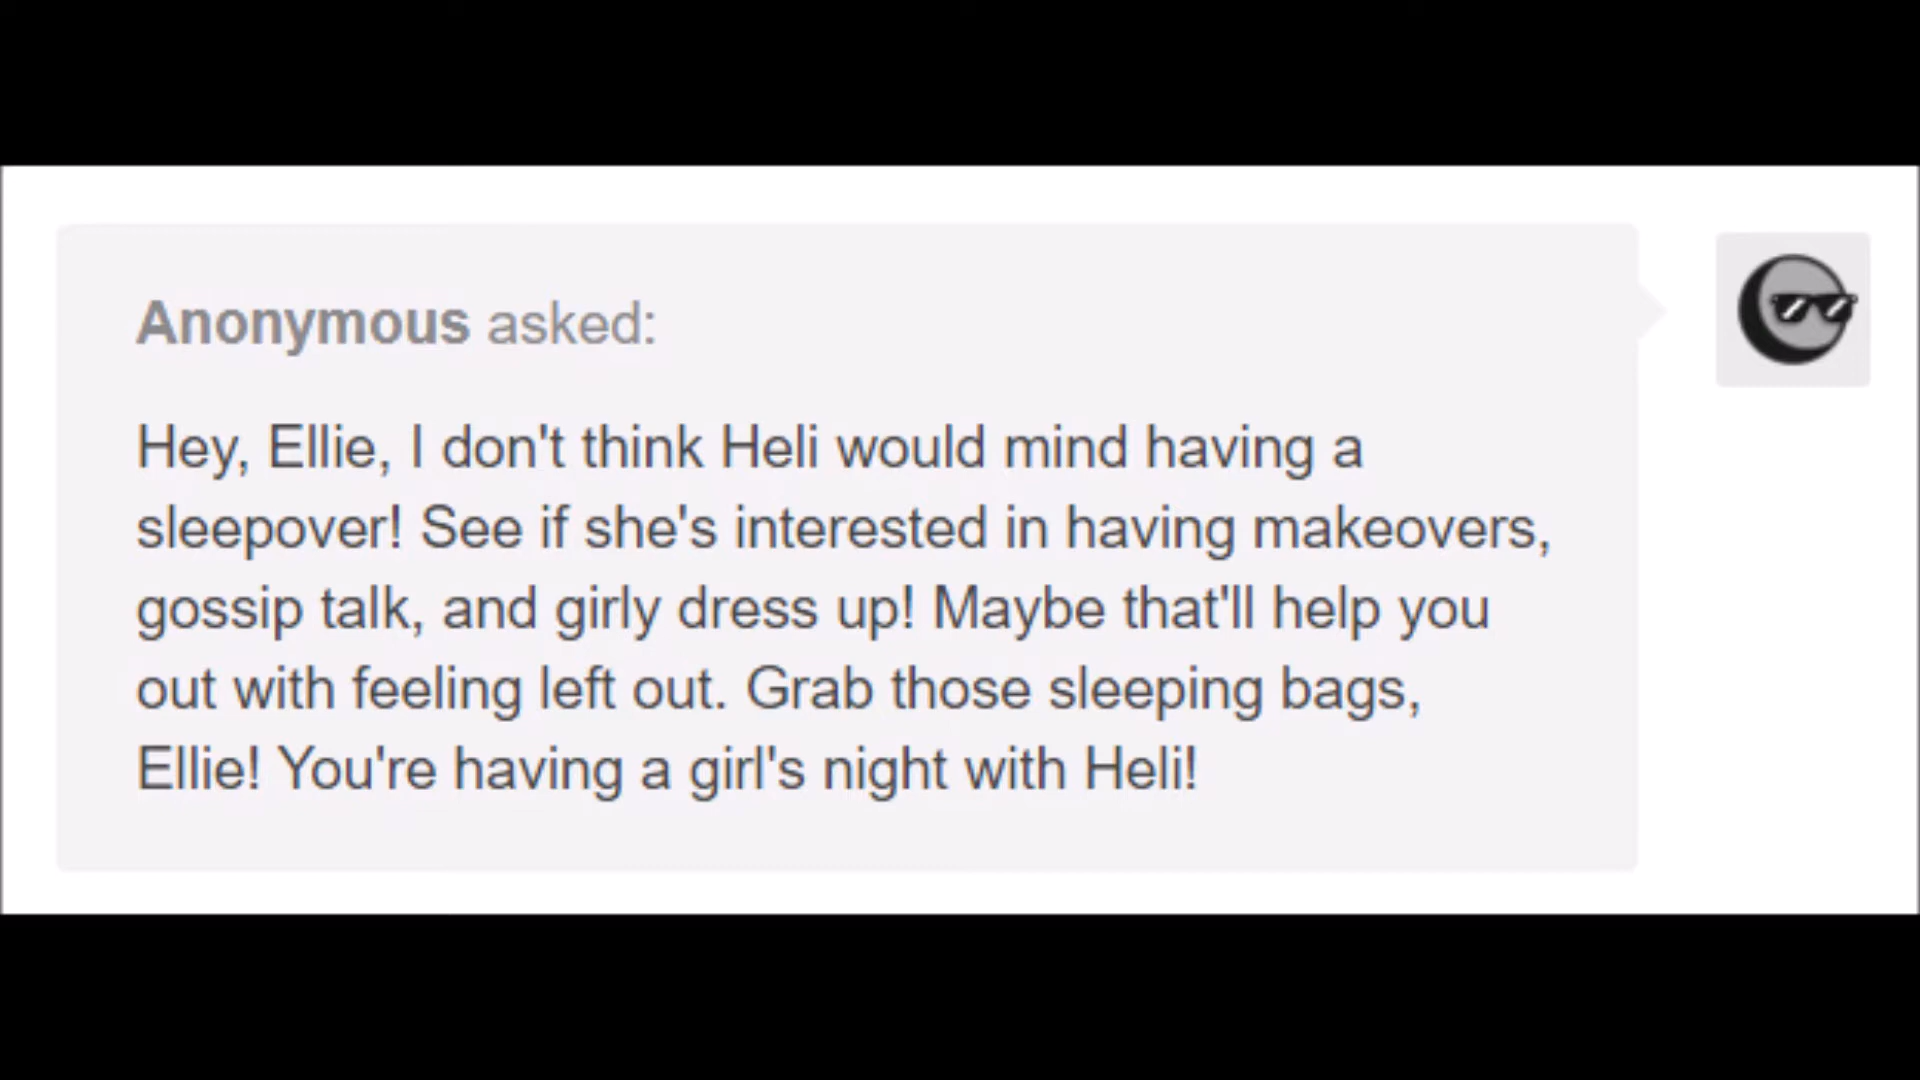 Anonymous asked:
Hey, Ellie, I don't think Heli would mind having a
sleepover! See if she's interested in having makeovers,
gossip talk, and girly dress up! Maybe that'll help you
out with feeling left out. Grab those sleeping bags,
Ellie! You're having a girl's night with Heli!